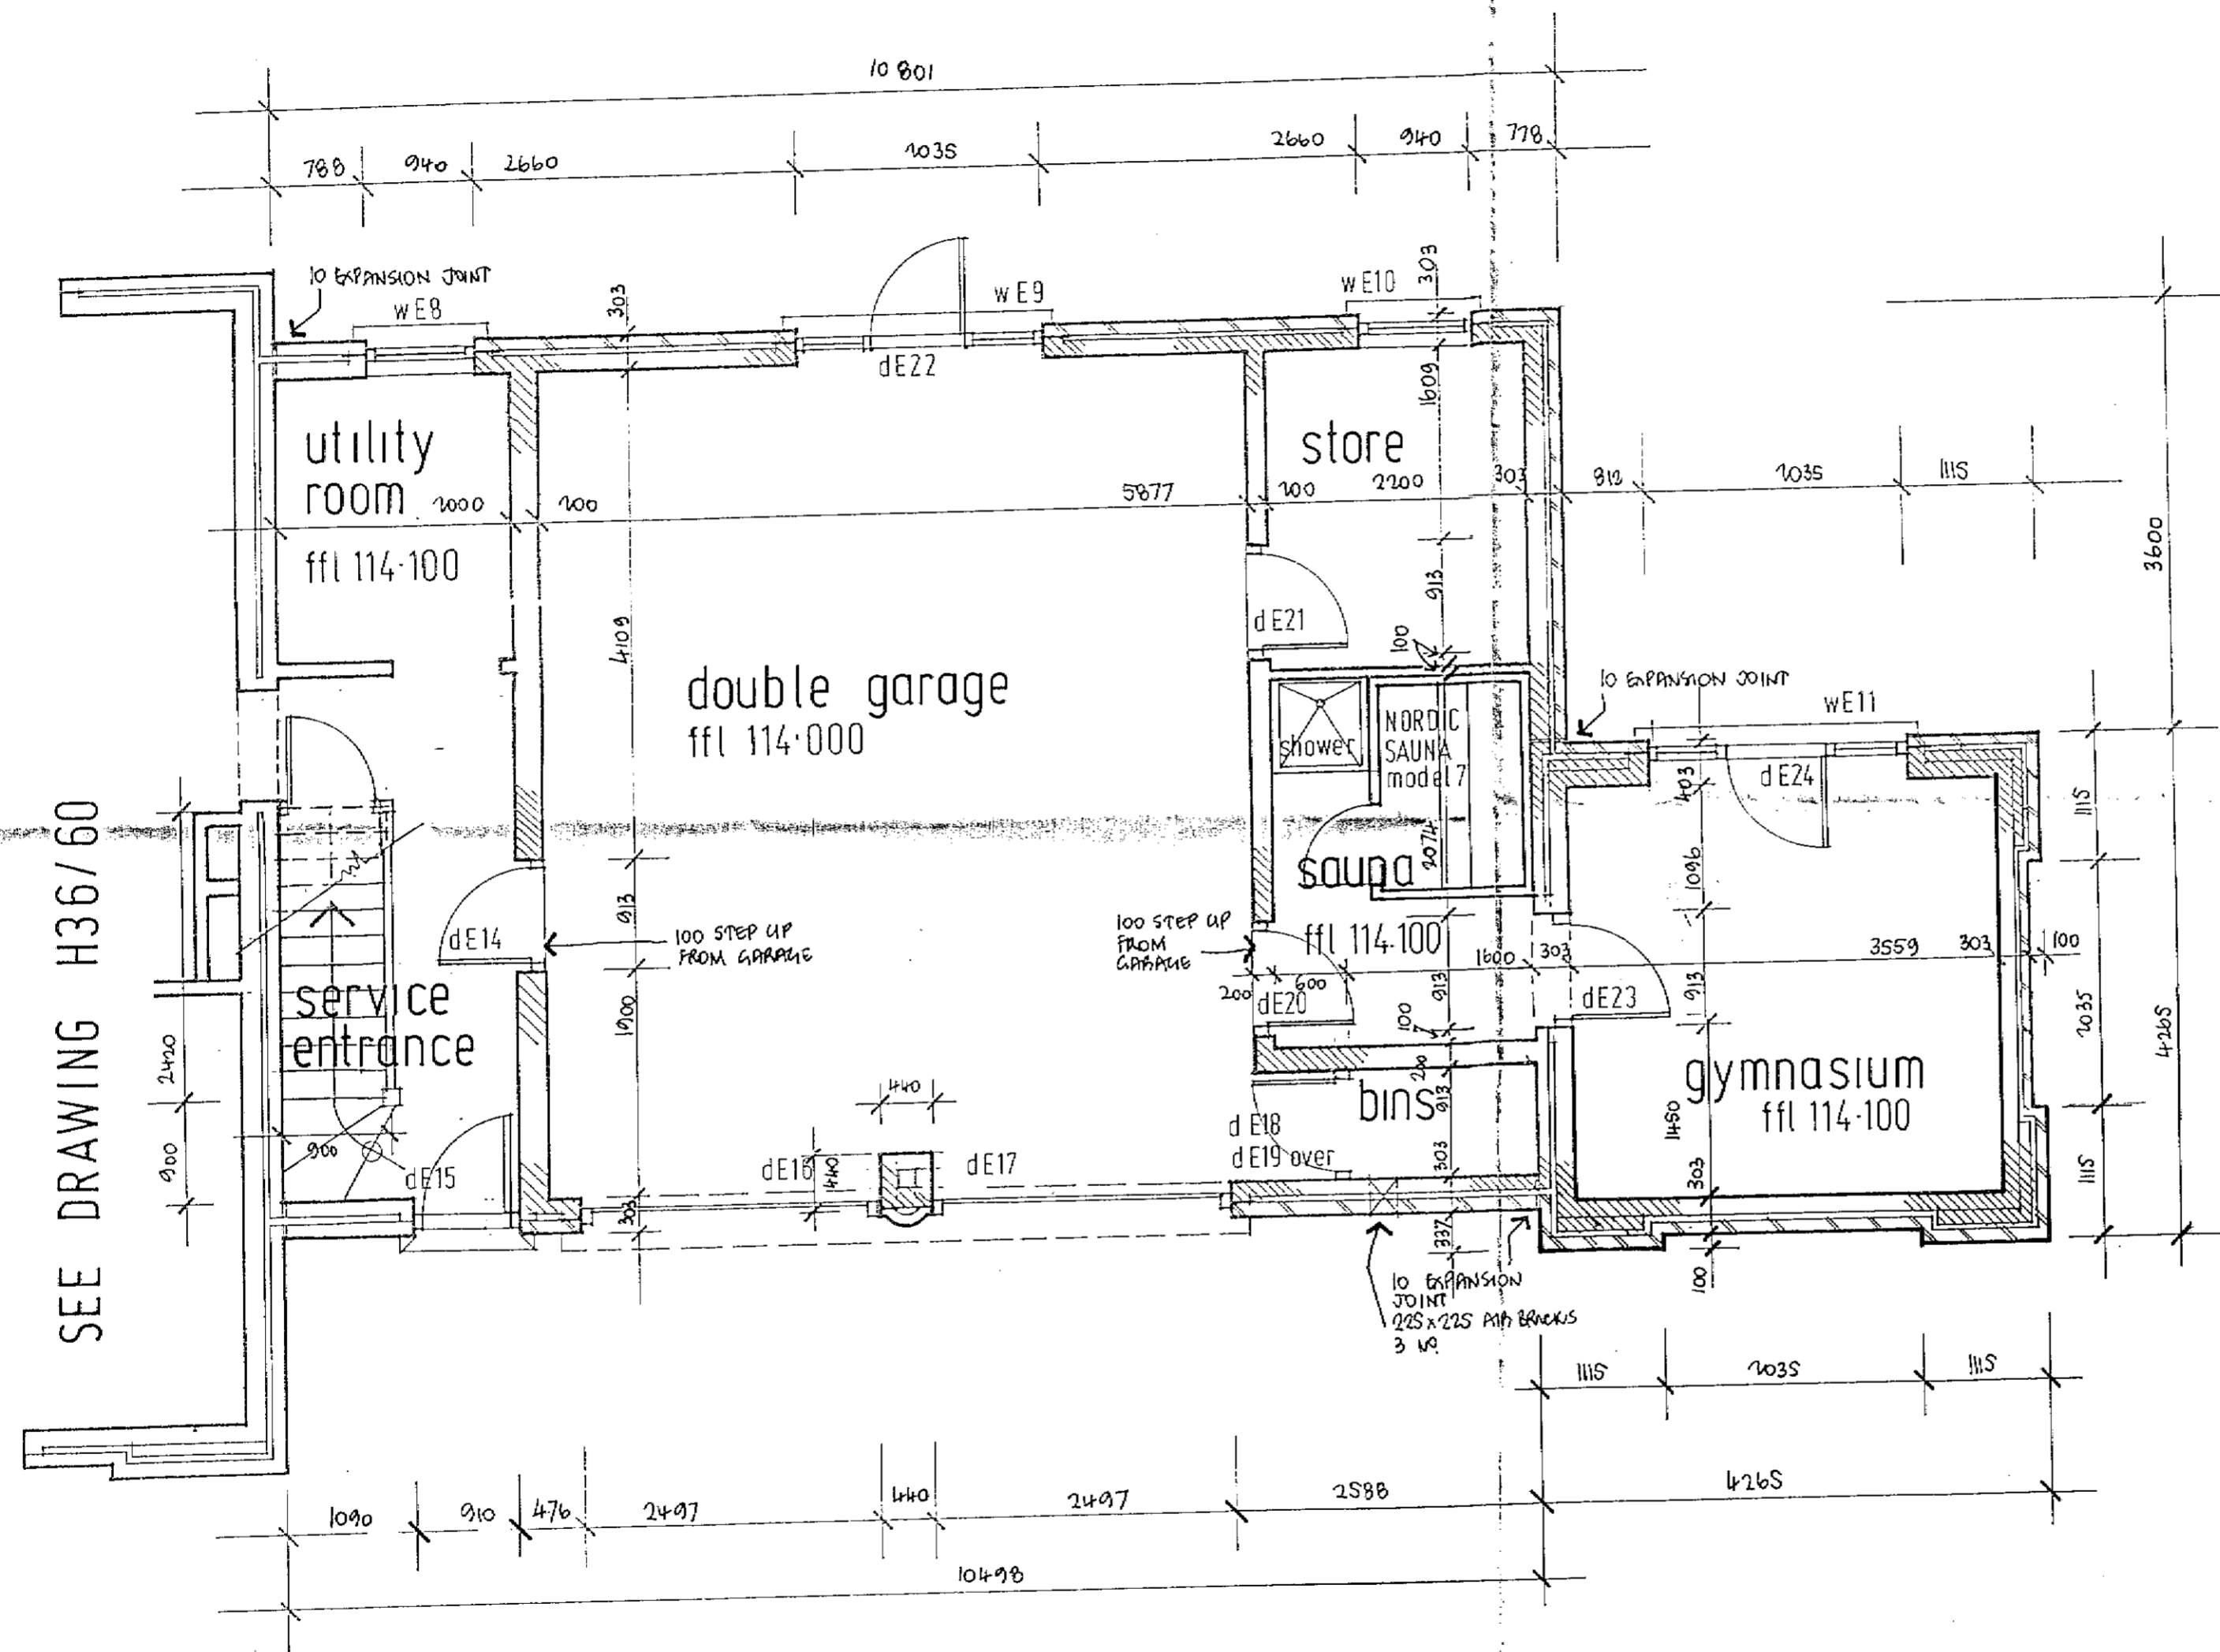 10 801
788
940
2660
2035
2660
940
778
10 EXPANSION JOINT
wE8
303
wE9
wE10
303
dE22
1609
utility
room
2000
200
5877
200
2200
303
812
2035
1115
store
ffl 114·100
3600
913
dE21
4109
100
double garage
ffl 114·000
10 EXPANSION JOINT
wE11
shower
NORDIC
SAUNA
model 7
403
dE24
1115
2074
sauna
1096
SEE DRAWING H36/60
913
dE14
100 STEP UP
FROM GARAGE
100 STEP UP
FROM
GARAGE
ffl 114·100
1600
303
3559
303
100
200
dE20
600
913
dE23
913
service
entrance
1900
100
2035
4265
2420
440
200
bins
913
gymnasium
ffl 114·100
1450
900
900
dE15
dE16
440
dE17
dE18
dE19 over
303
303
303
1115
337
100
10 EXPANSION
JOINT
225x225 AIR BRICKS
3 No.
1115
2035
1115
1090
910
476
2497
440
2497
2588
4265
10498